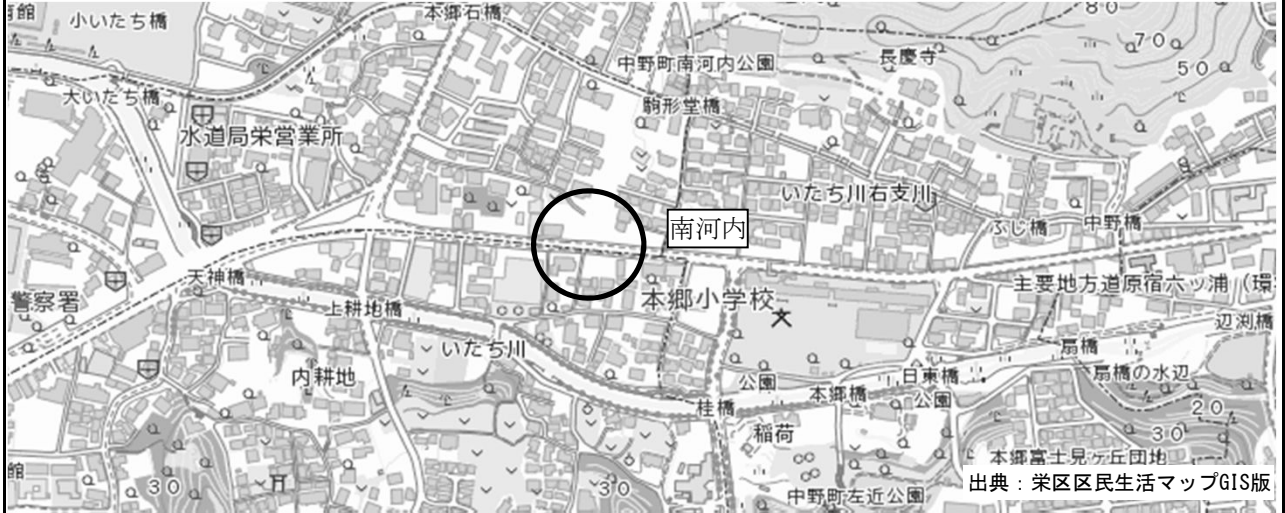 館
小いたち橋
本郷石橋
80
70
50
中野町南河内公園
長慶寺
大いたち橋
駒形堂橋
水道局栄営業所
いたち川右支川
南河内
ふじ橋
中野橋
天神橋
主要地方道原宿六ッ浦（環
警察署
上耕地橋
本郷小学校
辺渕橋
いたち川
扇橋
内耕地
公園
本郷橋
日東橋
公園
扇橋の水辺
桂橋
20
稲荷
30
館
30
30
本郷富士見ヶ丘団地
中野町左近公園
出典：栄区区民生活マップGIS版